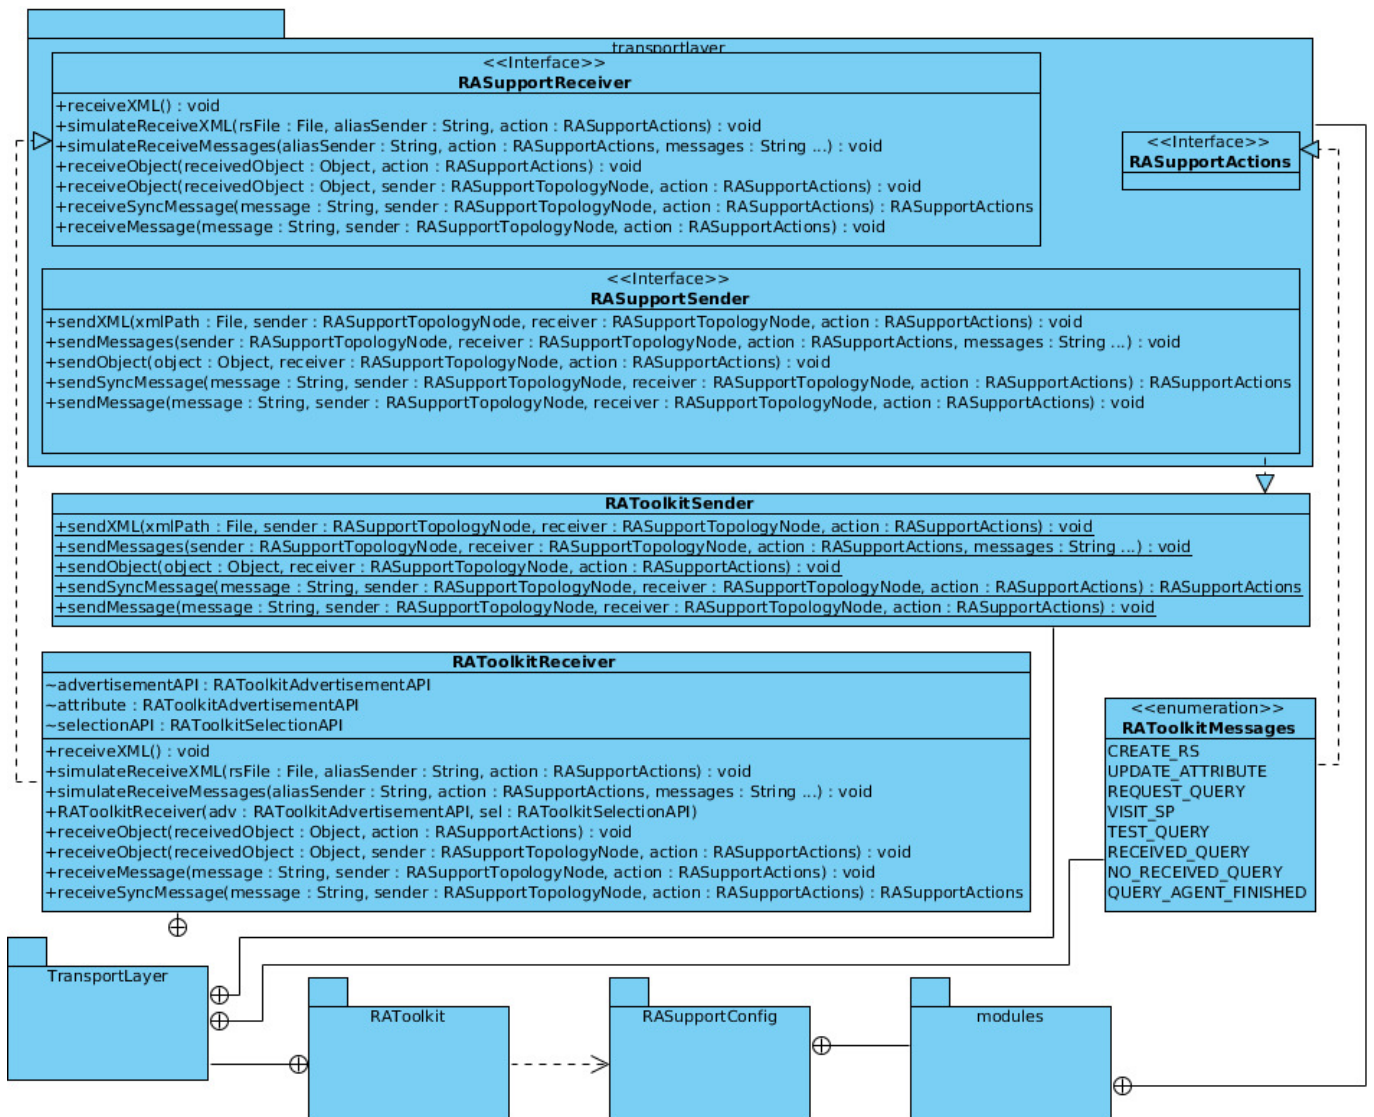 transportlayer
<<Interface>>
RASupportReceiver
+receiveXML() : void
+simulateReceiveXML(rsFile : File, aliasSender : String, action : RASupportActions) : void
+simulateReceiveMessages(aliasSender : String, action : RASupportActions, messages : String ...) : void
+receiveObject(receivedObject : Object, action : RASupportActions) : void
+receiveObject(receivedObject : Object, sender : RASupportTopologyNode, action : RASupportActions) : void
+receiveSyncMessage(message : String, sender : RASupportTopologyNode, action : RASupportActions) : RASupportActions
+receiveMessage(message : String, sender : RASupportTopologyNode, action : RASupportActions) : void
<<Interface>>
RASupportActions
<<Interface>>
RASupportSender
+sendXML(xmlPath : File, sender : RASupportTopologyNode, receiver : RASupportTopologyNode, action : RASupportActions) : void
+sendMessages(sender : RASupportTopologyNode, receiver : RASupportTopologyNode, action : RASupportActions, messages : String ...) : void
+sendObject(object : Object, receiver : RASupportTopologyNode, action : RASupportActions) : void
+sendSyncMessage(message : String, sender : RASupportTopologyNode, receiver : RASupportTopologyNode, action : RASupportActions) : RASupportActions
+sendMessage(message : String, sender : RASupportTopologyNode, receiver : RASupportTopologyNode, action : RASupportActions) : void
RAToolkitSender
+sendXML(xmlPath : File, sender : RASupportTopologyNode, receiver : RASupportTopologyNode, action : RASupportActions) : void
+sendMessages(sender : RASupportTopologyNode, receiver : RASupportTopologyNode, action : RASupportActions, messages : String ...) : void
+sendObject(object : Object, receiver : RASupportTopologyNode, action : RASupportActions) : void
+sendSyncMessage(message : String, sender : RASupportTopologyNode, receiver : RASupportTopologyNode, action : RASupportActions) : RASupportActions
+sendMessage(message : String, sender : RASupportTopologyNode, receiver : RASupportTopologyNode, action : RASupportActions) : void
RAToolkitReceiver
~advertisementAPI : RAToolkitAdvertisementAPI
~attribute : RAToolkitAdvertisementAPI
~selectionAPI : RAToolkitSelectionAPI
+receiveXML() : void
+simulateReceiveXML(rsFile : File, aliasSender : String, action : RASupportActions) : void
+simulateReceiveMessages(aliasSender : String, action : RASupportActions, messages : String ...) : void
+RAToolkitReceiver(adv : RAToolkitAdvertisementAPI, sel : RAToolkitSelectionAPI)
+receiveObject(receivedObject : Object, action : RASupportActions) : void
+receiveObject(receivedObject : Object, sender : RASupportTopologyNode, action : RASupportActions) : void
+receiveMessage(message : String, sender : RASupportTopologyNode, action : RASupportActions) : void
+receiveSyncMessage(message : String, sender : RASupportTopologyNode, action : RASupportActions) : RASupportActions
<<enumeration>>
RAToolkitMessages
CREATE_RS
UPDATE_ATTRIBUTE
REQUEST_QUERY
VISIT_SP
TEST_QUERY
RECEIVED_QUERY
NO_RECEIVED_QUERY
QUERY_AGENT_FINISHED
TransportLayer
RAToolkit
RASupportConfig
modules